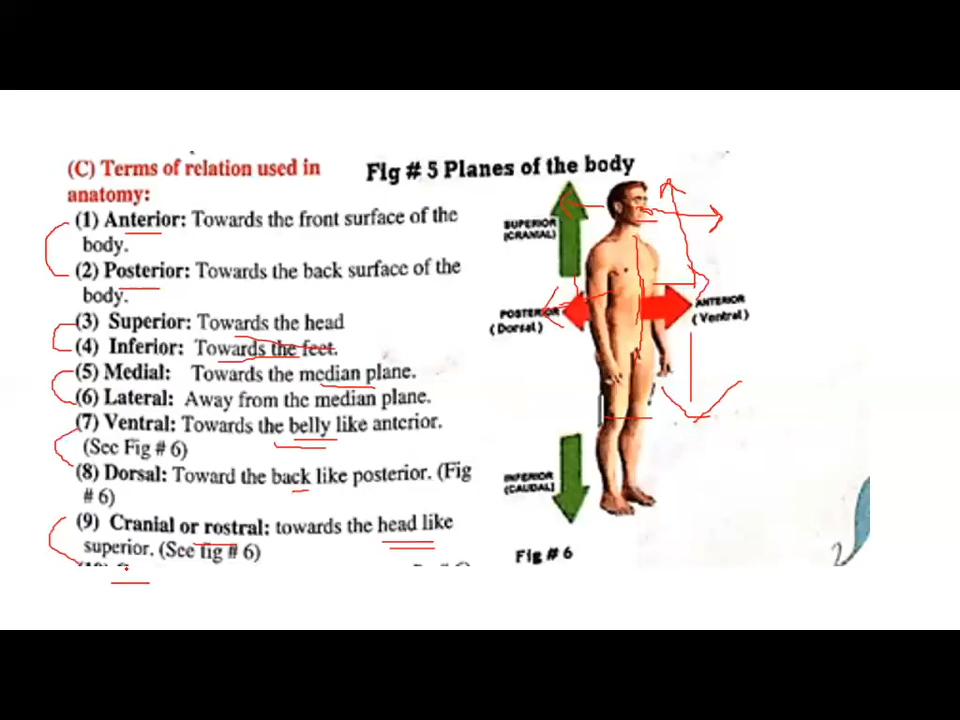 (C) Terms of relation used in
anatomy:
(1) Anterior: Towards the front surface of the
body.
(2) Posterior: Towards the back surface of the
body.
(3) Superior: Towards the head
(4) Inferior: Towards the feet.
(5) Medial: Towards the median plane.
(6) Lateral: Away from the median plane.
(7) Ventral: Towards the belly like anterior.
(See Fig # 6)
(8) Dorsal: Toward the back like posterior. (Fig
# 6)
(9) Cranial or rostral: towards the head like
superior. (See fig # 6)
Fig # 5 Planes of the body
SUPERIOR
(CRANIAL)
POSTERIOR
(Dorsal)
ANTERIOR
(Ventral)
INFERIOR
(CAUDAL)
Fig # 6
2